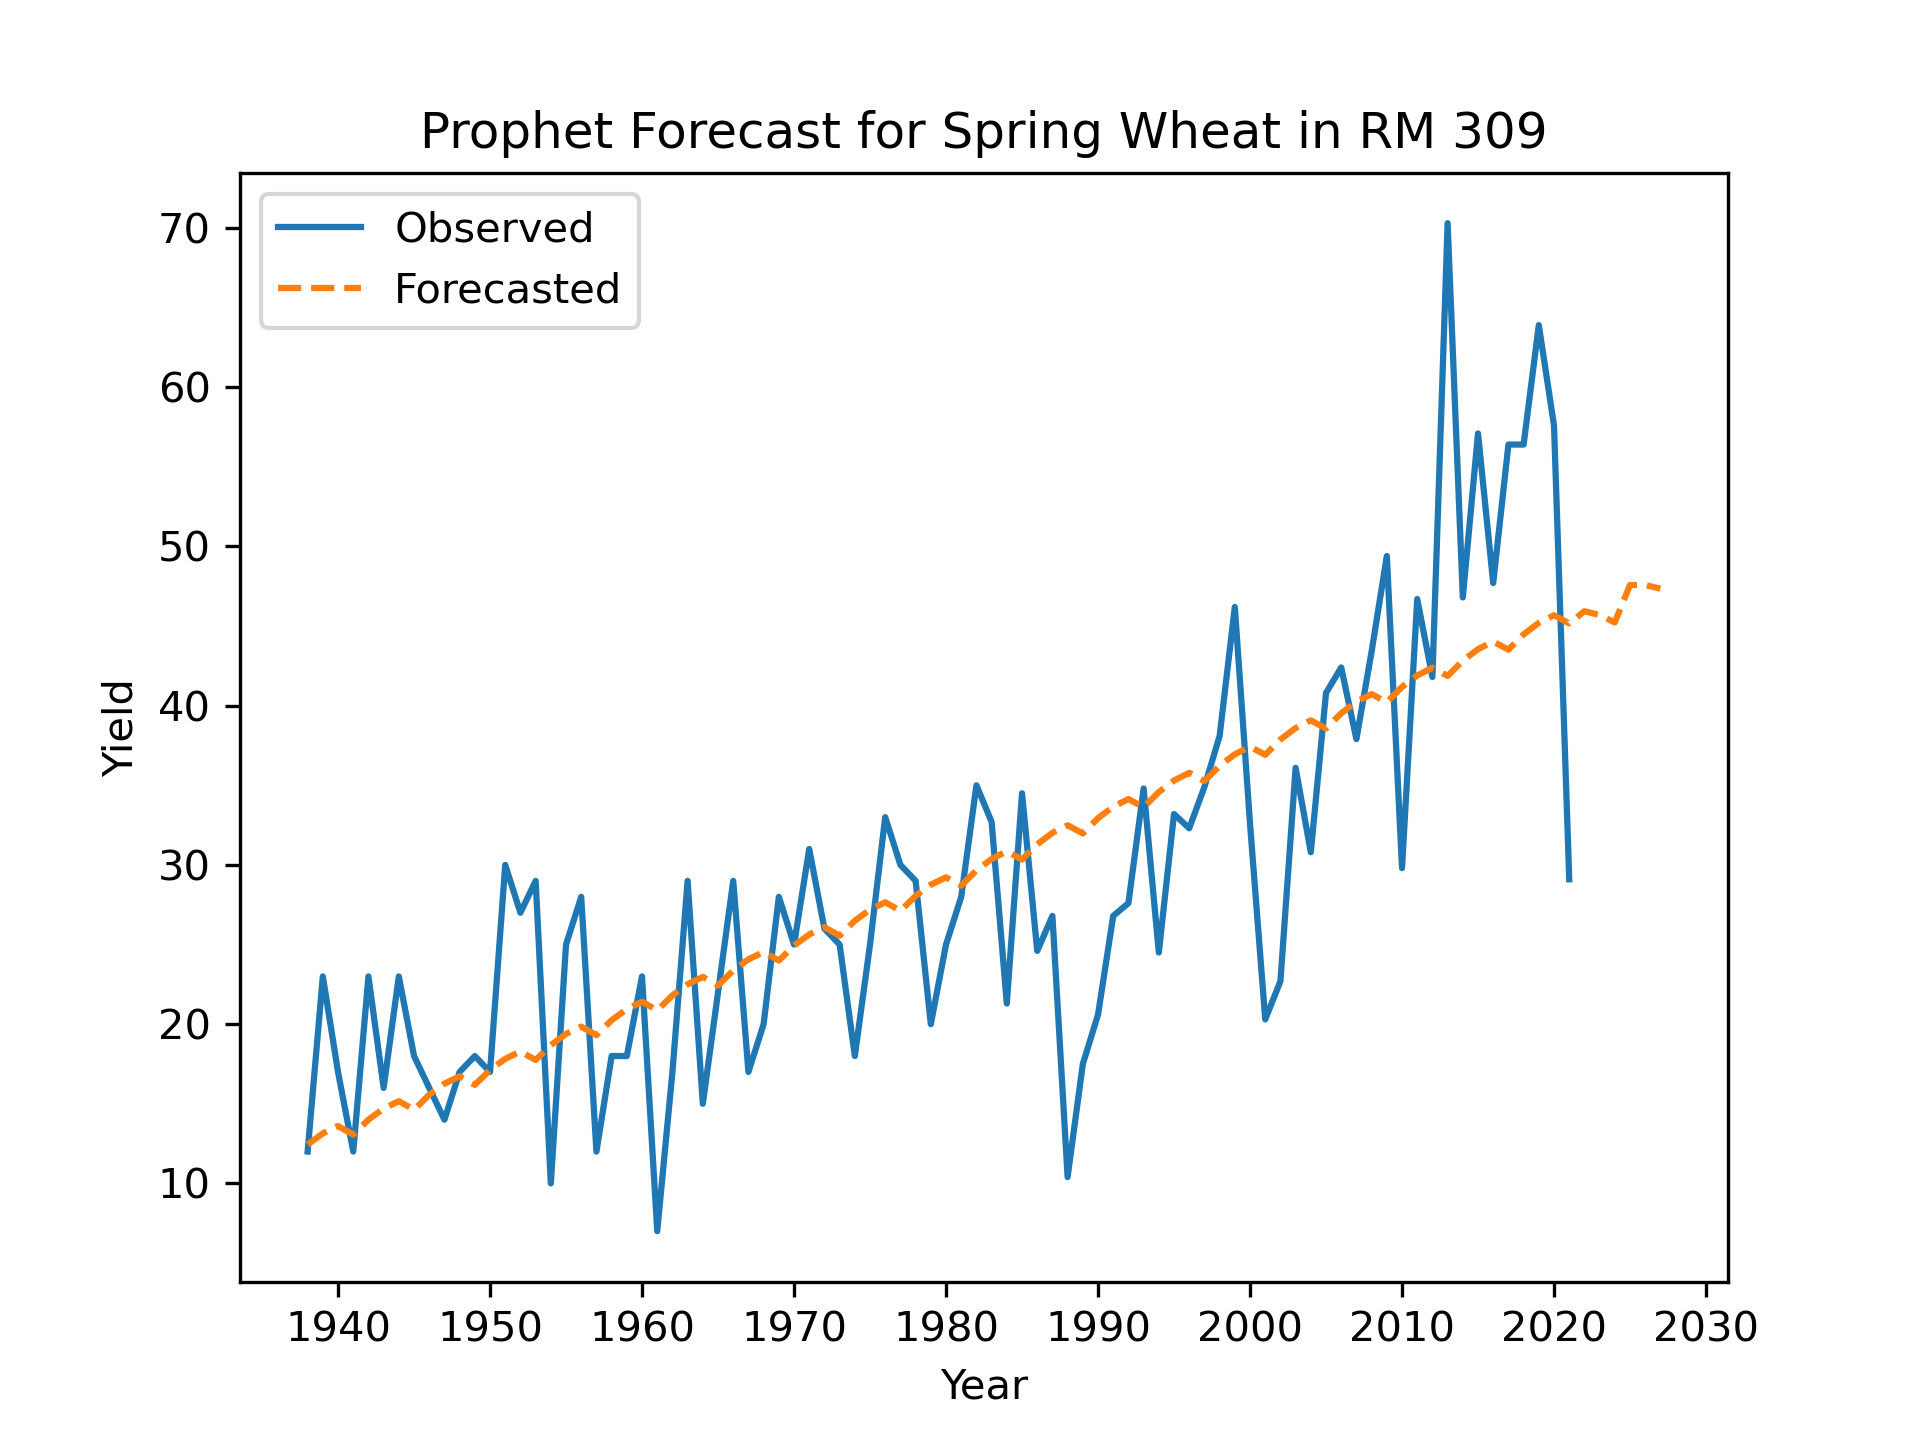 Prophet Forecast for Spring Wheat in RM 309
Observed
Forecasted
70
60
50
40
30
20
10
Yield
1940 1950 1960 1970 1980 1990 2000 2010 2020 2030
Year